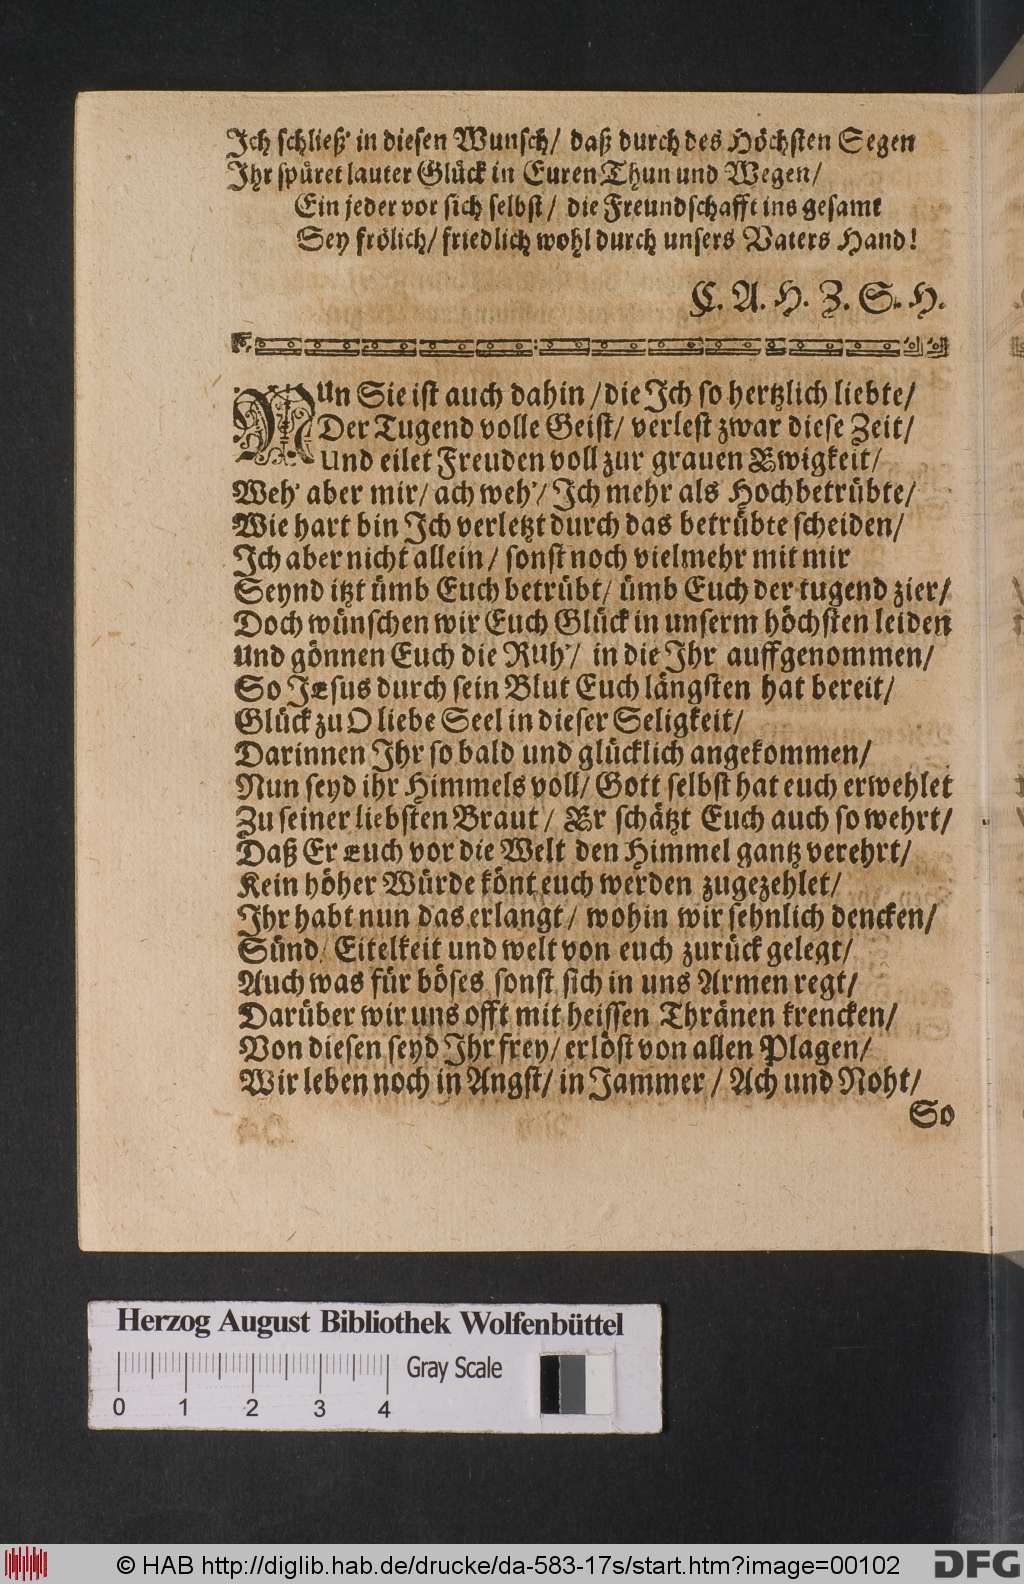 Ich schließ' in diesen Wunsch/ daß durch des Höchsten Segen
Ihr spüret lauter Glück in Euren Thun und Wegen/
Ein jeder vor sich selbst/ die Freundschafft ins gesamt
Sey frölich/ friedlich wohl durch unsers Vaters Hand!
C. A. H. Z. S. H.
NUn Sie ist auch dahin /die Ich so hertzlich liebte/
Der Tugend volle Geist/ verlest zwar diese Zeit/
Und eilet Freuden voll zur grauen Ewigkeit/
Weh' aber mir/ ach weh'/ Ich mehr als Hochbetrübte/
Wie hart bin Ich verletzt durch das betrübte scheiden/
Ich aber nicht allein/ sonst noch vielmehr mit mir
Seynd itzt ümb Euch betrübt/ ümb Euch der tugend zier/
Doch wünschen wir Euch Glück in unserm höchsten leiden
Und gönnen Euch die Ruh'/ in die Ihr auffgenommen/
So JEsus durch sein Blut Euch längsten hat bereit/
Glück zu O liebe Seel in dieser Seligkeit/
Darinnen Ihr so bald und glücklich angekommen/
Nun seyd ihr Himmels voll/ Gott selbst hat euch erwehlet
Zu seiner liebsten Braut/ Er schätzt Euch auch so wehrt/
Daß Er Euch vor die Welt den Himmel gantz verehrt/
Kein höher Würde könt euch werden zugezehlet/
Ihr habt nun das erlangt/ wohin wir sehnlich dencken/
Sünd/ Eitelkeit und welt von euch zurück gelegt/
Auch was für böses sonst sich in uns Armen regt/
Darüber wir uns offt mit heissen Thränen krencken/
Von diesen seyd Ihr frey/ erlöst von allen Plagen/
Wir leben noch in Angst/ in Jammer/ Ach und Noht/
So
Herzog August Bibliothek Wolfenbüttel
Gray Scale
0 1 2 3 4
© HAB http://diglib.hab.de/drucke/da-583-17s/start.htm?image=00102
DFG